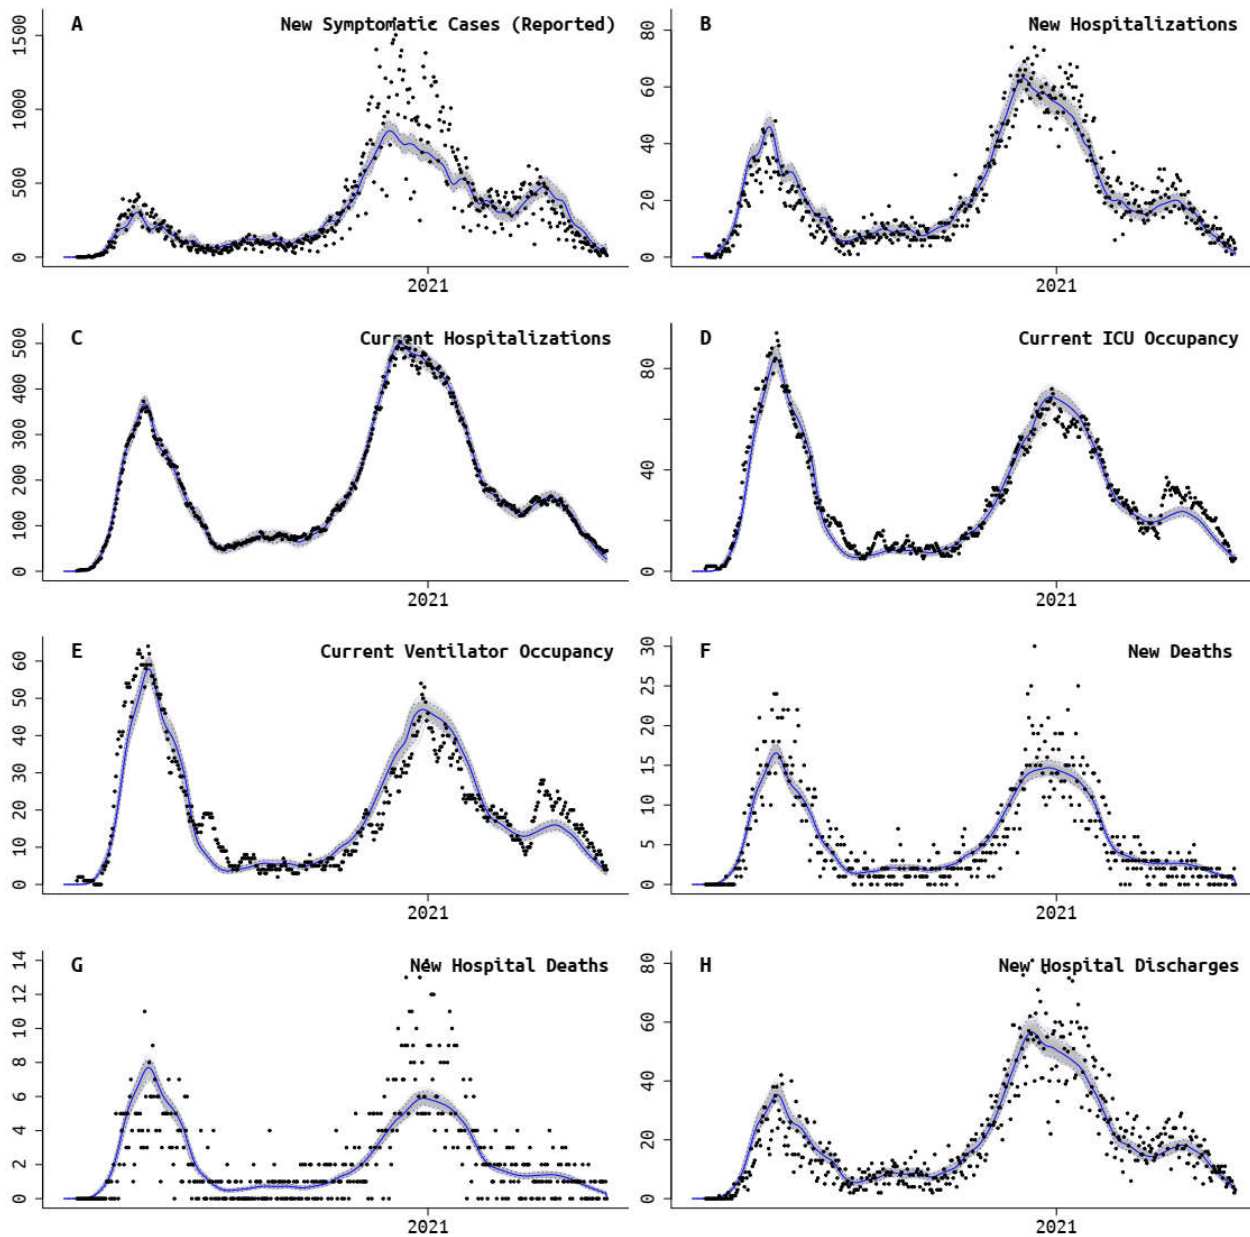 A New Symptomatic Cases (Reported)
0 500 1000 1500
2021
B New Hospitalizations
0 20 40 60 80
2021
C Current Hospitalizations
0 100 200 300 400 500
2021
D Current ICU Occupancy
0 40 80
2021
E Current Ventilator Occupancy
0 10 20 30 40 50 60
2021
F New Deaths
0 5 10 15 20 25 30
2021
G New Hospital Deaths
0 2 4 6 8 10 12 14
2021
H New Hospital Discharges
0 20 40 60 80
2021